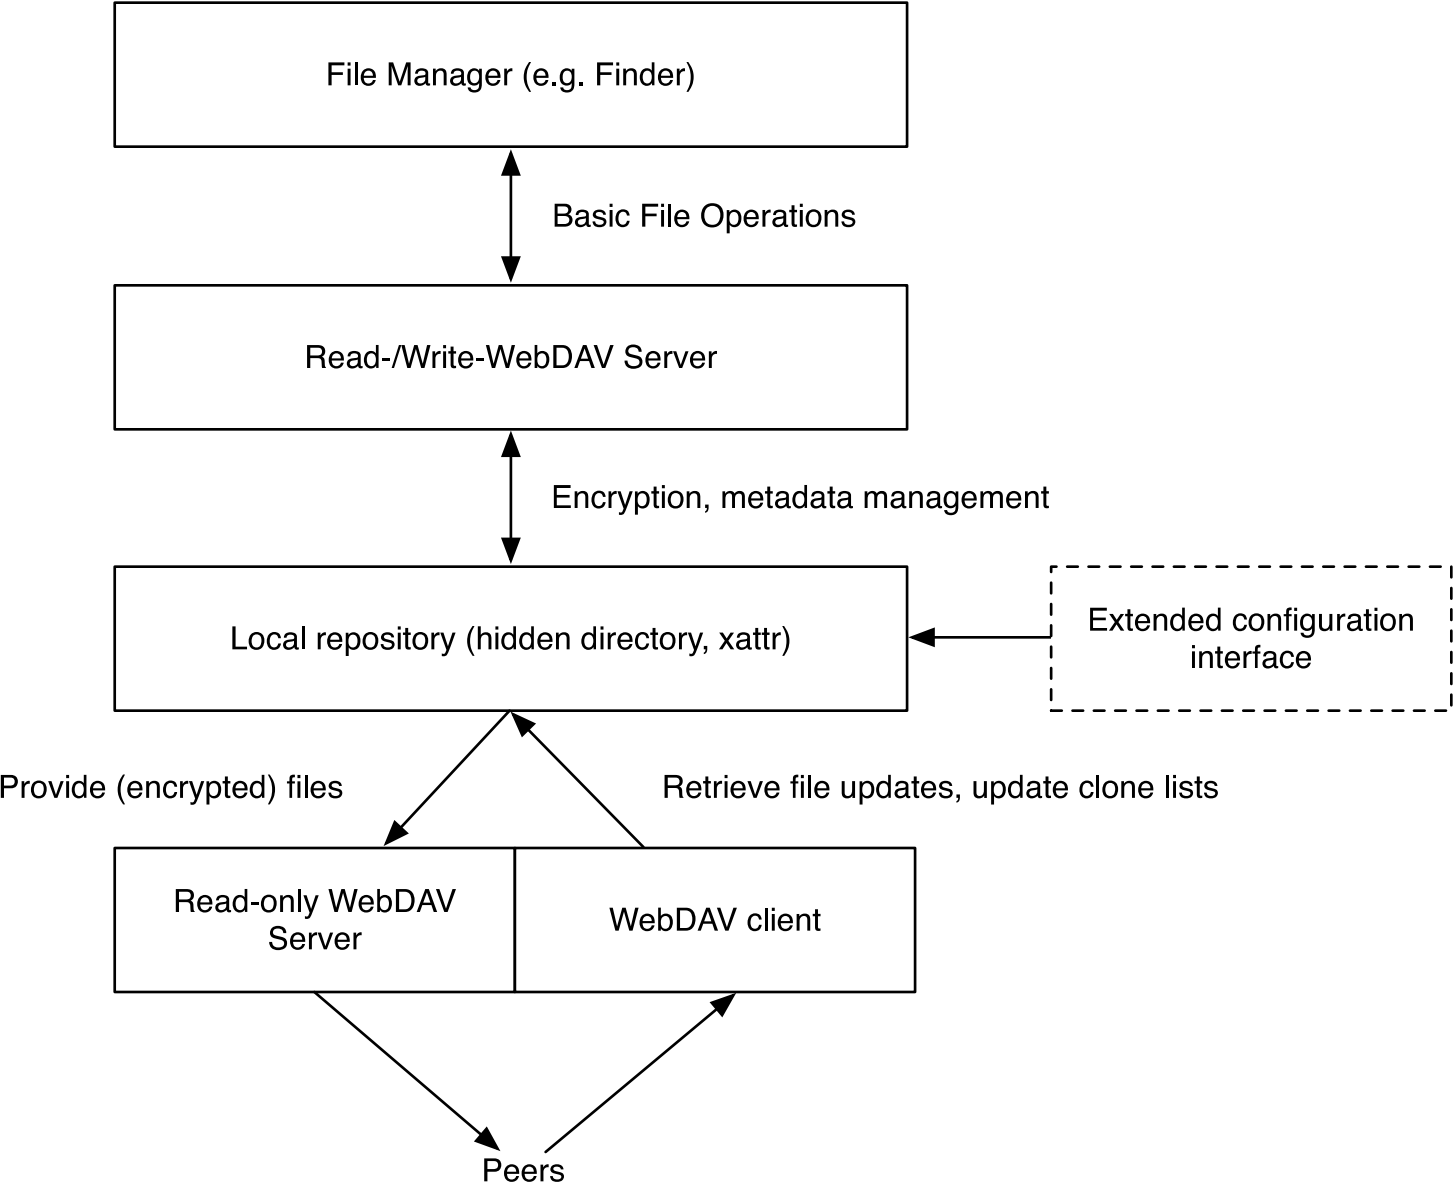 File Manager (e.g. Finder)
Basic File Operations
Read-/Write-WebDAV Server
Encryption, metadata management
Local repository (hidden directory, xattr)
Extended configuration
interface
Provide (encrypted) files
Retrieve file updates, update clone lists
Read-only WebDAV
Server
WebDAV client
Peers